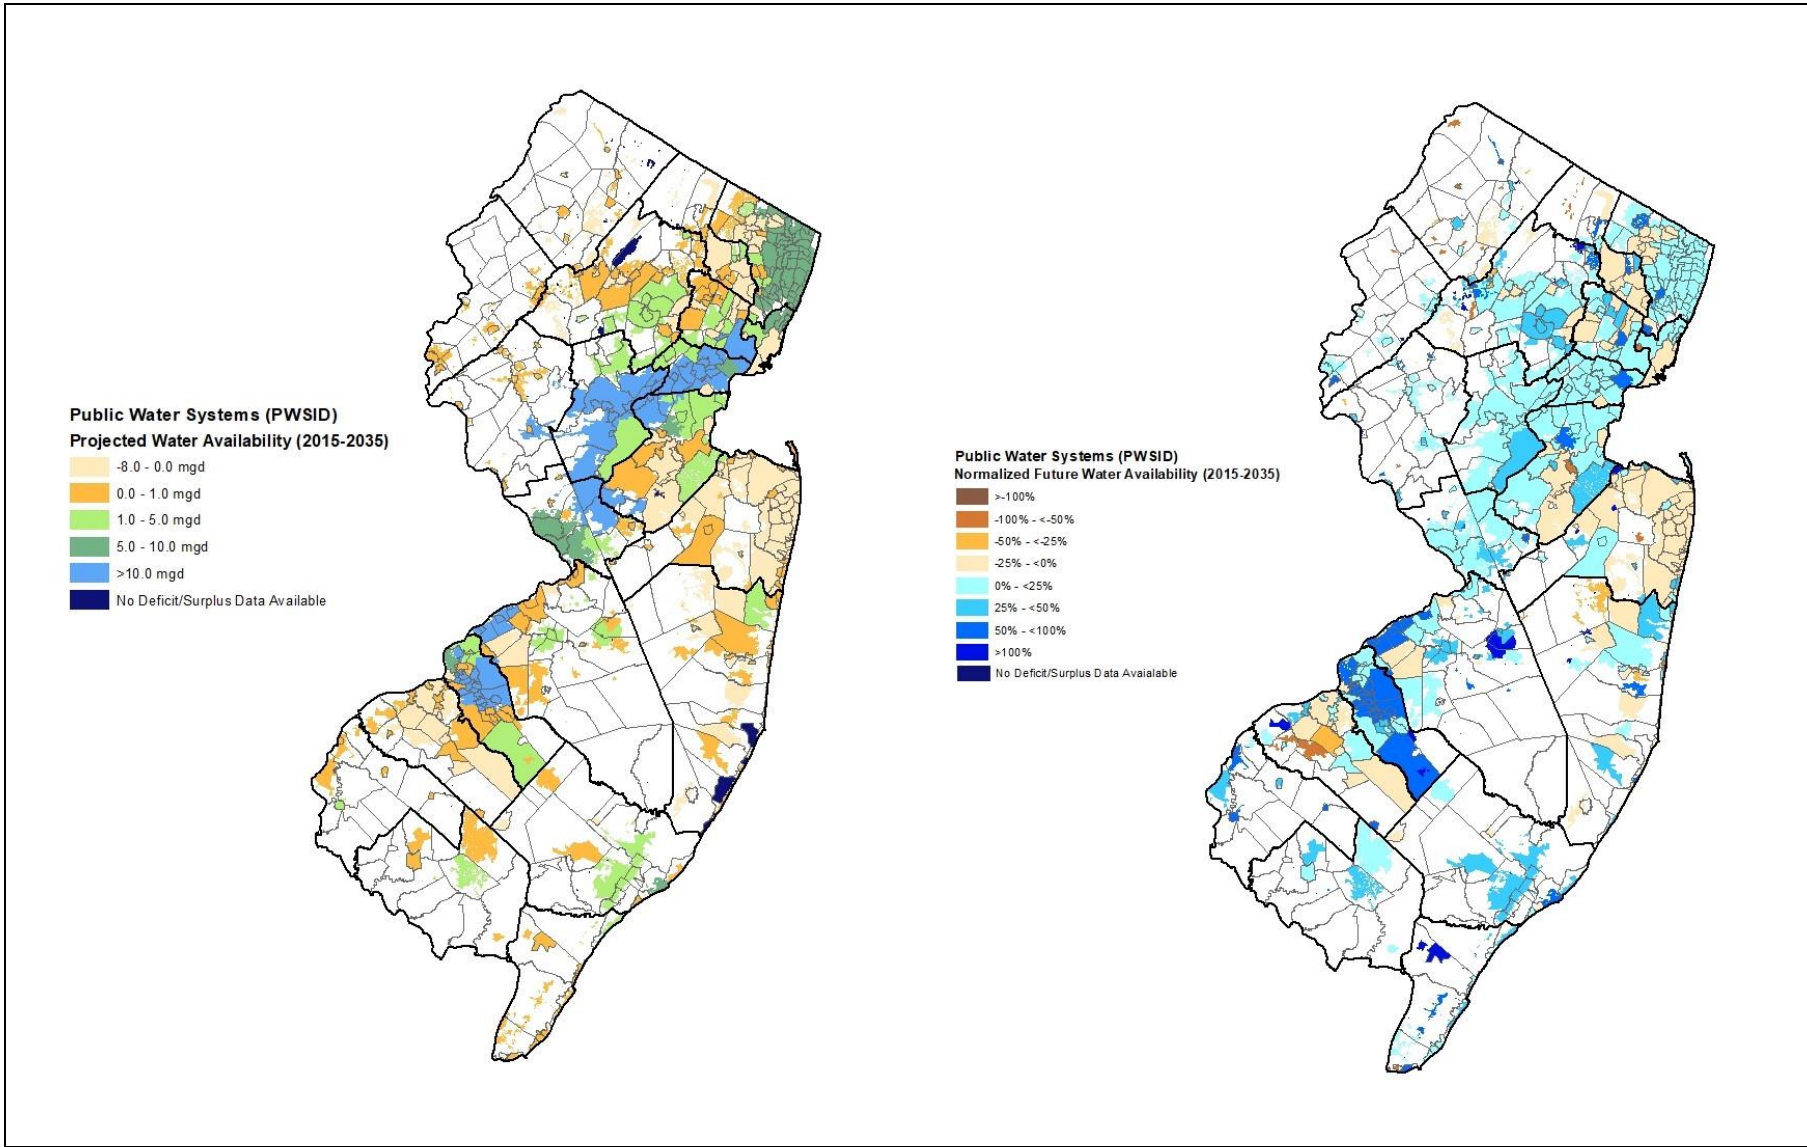 Public Water Systems (PWSID)
Projected Water Availability (2015-2035)
-8.0 - 0.0 mgd
0.0 - 1.0 mgd
1.0 - 5.0 mgd
5.0 - 10.0 mgd
>10.0 mgd
No Deficit/Surplus Data Available
Public Water Systems (PWSID)
Normalized Future Water Availability (2015-2035)
>-100%
-100% - <-50%
-50% - <-25%
-25% - <0%
0% - <25%
25% - <50%
50% - <100%
>100%
No Deficit/Surplus Data Avaialable